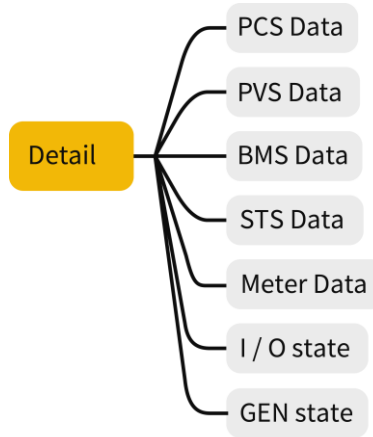 Detail
PCS Data
PVS Data
BMS Data
STS Data
Meter Data
I / O state
GEN state